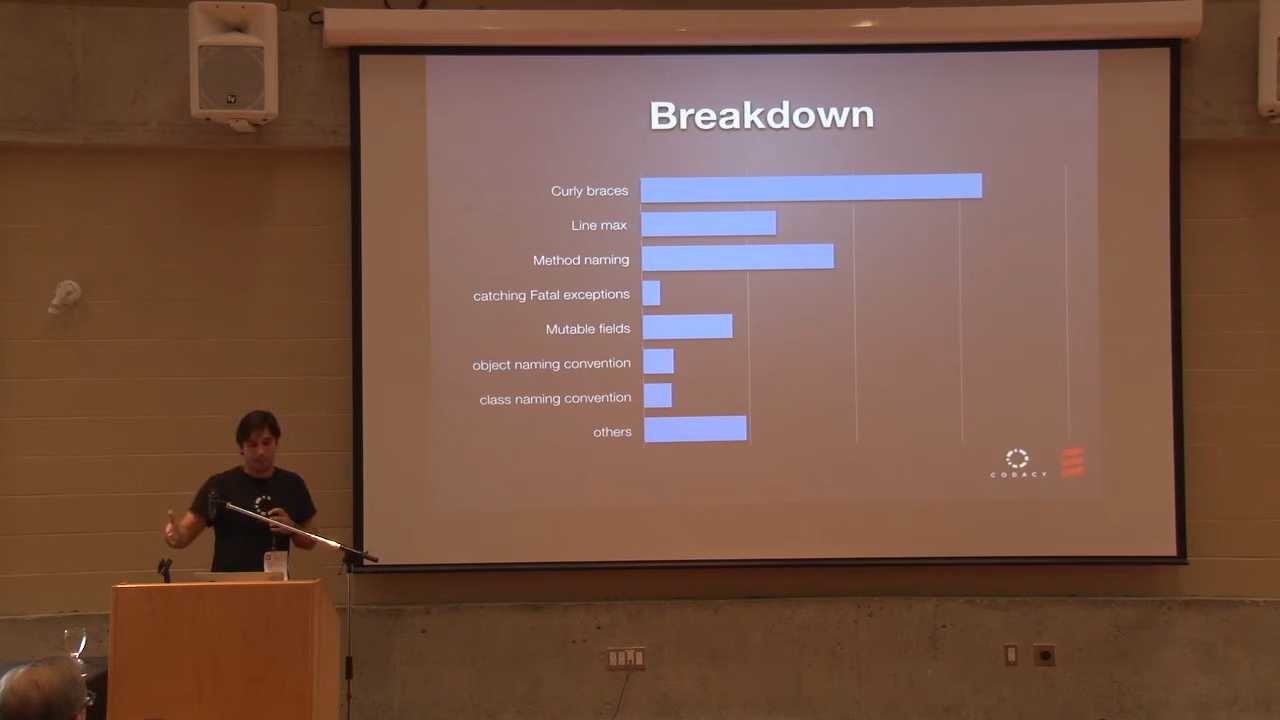 Breakdown
Curly braces
Line max
Method naming
catching Fatal exceptions
Mutable fields
object naming convention
class naming convention
others
CODACY